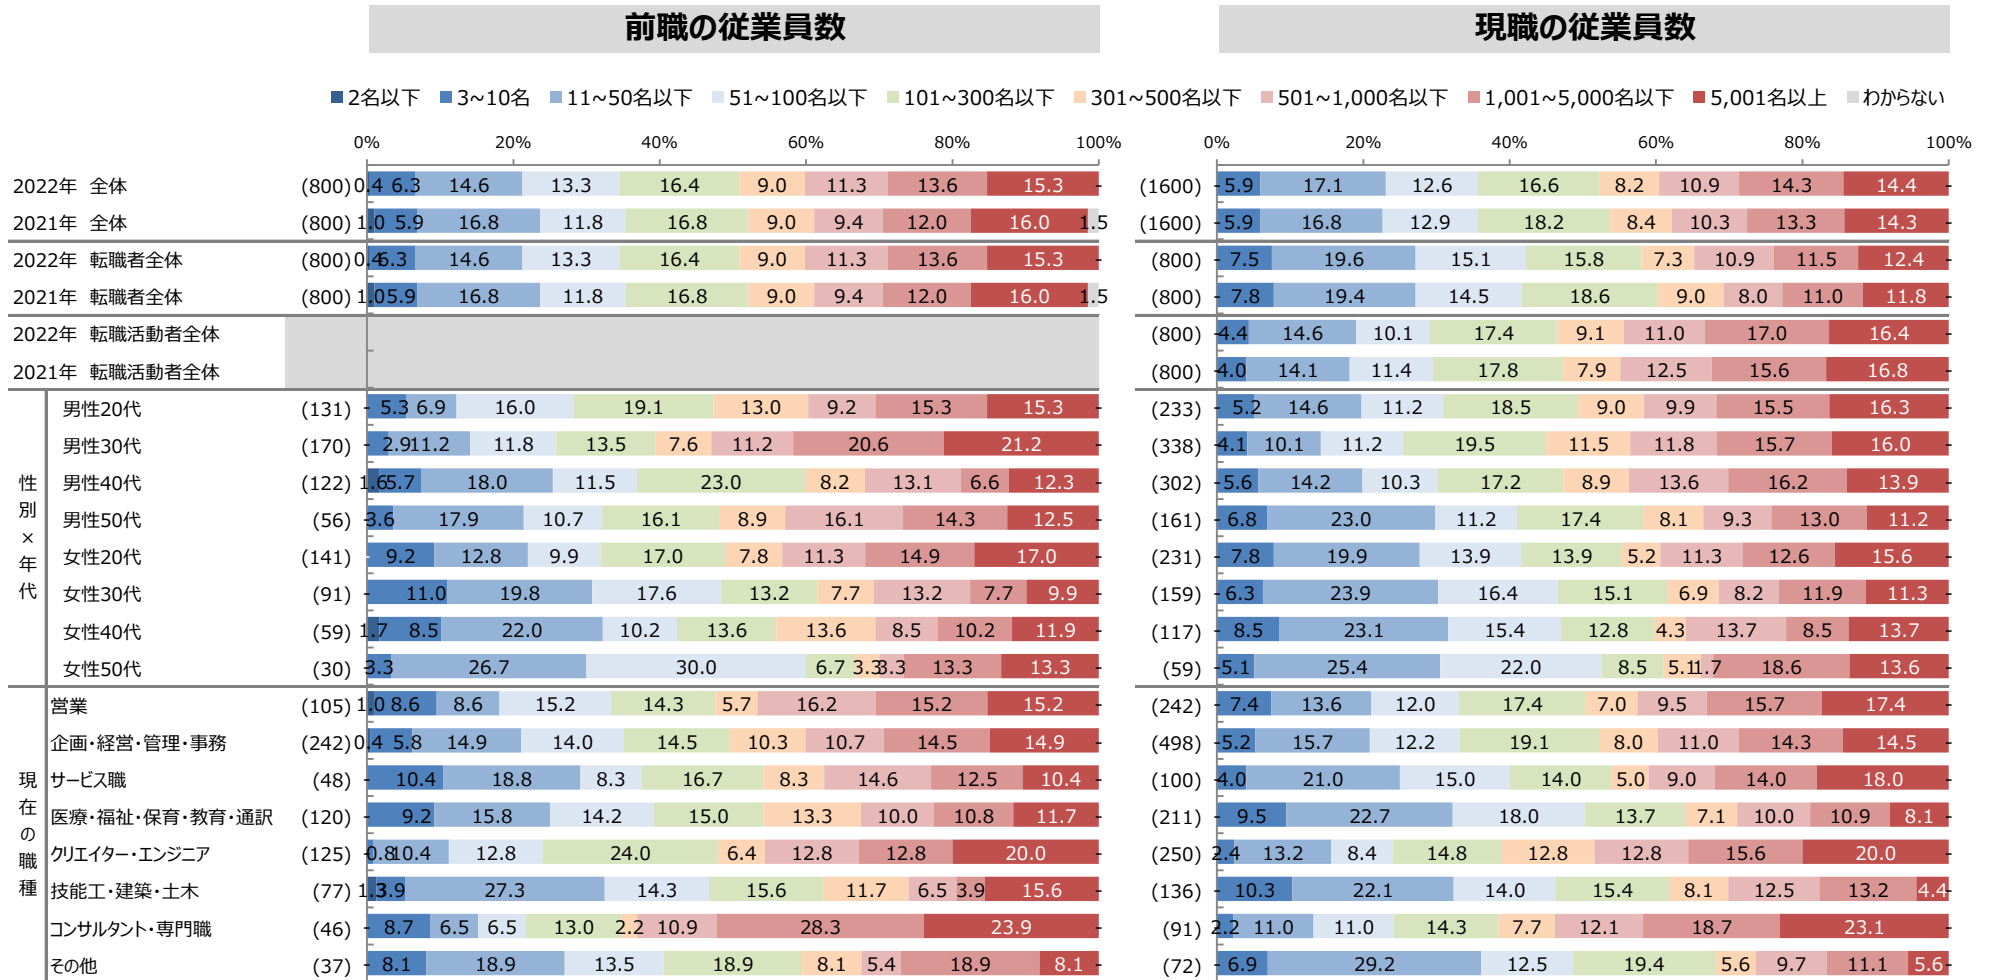 前職の従業員数 現職の従業員数
2名以下 3~10名 11~50名以下 51~100名以下 101~300名以下 301~500名以下 501~1,000名以下 1,001~5,000名以下 5,001名以上 わからない
0% 20% 40% 60% 80% 100% 0% 20% 40% 60% 80% 100%
2022年 全体 (800) 0.4 6.3 14.6 13.3 16.4 9.0 11.3 13.6 15.3 (1600) 5.9 17.1 12.6 16.6 8.2 10.9 14.3 14.4
2021年 全体 (800) 1.0 5.9 16.8 11.8 16.8 9.0 9.4 12.0 16.0 1.5 (1600) 5.9 16.8 12.9 18.2 8.4 10.3 13.3 14.3
2022年 転職者全体 (800) 0.4 6.3 14.6 13.3 16.4 9.0 11.3 13.6 15.3 (800) 7.5 19.6 15.1 15.8 7.3 10.9 11.5 12.4
2021年 転職者全体 (800) 1.0 5.9 16.8 11.8 16.8 9.0 9.4 12.0 16.0 1.5 (800) 7.8 19.4 14.5 18.6 9.0 8.0 11.0 11.8
2022年 転職活動者全体 (800) 4.4 14.6 10.1 17.4 9.1 11.0 17.0 16.4
2021年 転職活動者全体 (800) 4.0 14.1 11.4 17.8 7.9 12.5 15.6 16.8
性別×年代
男性20代 (131) 5.3 6.9 16.0 19.1 13.0 9.2 15.3 15.3 (233) 5.2 14.6 11.2 18.5 9.0 9.9 15.5 16.3
男性30代 (170) 2.9 11.2 11.8 13.5 7.6 11.2 20.6 21.2 (338) 4.1 10.1 11.2 19.5 11.5 11.8 15.7 16.0
男性40代 (122) 1.6 5.7 18.0 11.5 23.0 8.2 13.1 6.6 12.3 (302) 5.6 14.2 10.3 17.2 8.9 13.6 16.2 13.9
男性50代 (56) 3.6 17.9 10.7 16.1 8.9 16.1 14.3 12.5 (161) 6.8 23.0 11.2 17.4 8.1 9.3 13.0 11.2
女性20代 (141) 9.2 12.8 9.9 17.0 7.8 11.3 14.9 17.0 (231) 7.8 19.9 13.9 13.9 5.2 11.3 12.6 15.6
女性30代 (91) 11.0 19.8 17.6 13.2 7.7 13.2 7.7 9.9 (159) 6.3 23.9 16.4 15.1 6.9 8.2 11.9 11.3
女性40代 (59) 1.7 8.5 22.0 10.2 13.6 13.6 8.5 10.2 11.9 (117) 8.5 23.1 15.4 12.8 4.3 13.7 8.5 13.7
女性50代 (30) 3.3 26.7 30.0 6.7 3.3 3.3 13.3 13.3 (59) 5.1 25.4 22.0 8.5 5.1 1.7 18.6 13.6
現在の職種
営業 (105) 1.0 8.6 8.6 15.2 14.3 5.7 16.2 15.2 15.2 (242) 7.4 13.6 12.0 17.4 7.0 9.5 15.7 17.4
企画・経営・管理・事務 (242) 0.4 5.8 14.9 14.0 14.5 10.3 10.7 14.5 14.9 (498) 5.2 15.7 12.2 19.1 8.0 11.0 14.3 14.5
サービス職 (48) 10.4 18.8 8.3 16.7 8.3 14.6 12.5 10.4 (100) 4.0 21.0 15.0 14.0 5.0 9.0 14.0 18.0
医療・福祉・保育・教育・通訳 (120) 9.2 15.8 14.2 15.0 13.3 10.0 10.8 11.7 (211) 9.5 22.7 18.0 13.7 7.1 10.0 10.9 8.1
クリエイター・エンジニア (125) 0.8 10.4 12.8 24.0 6.4 12.8 12.8 20.0 (250) 2.4 13.2 8.4 14.8 12.8 12.8 15.6 20.0
技能工・建築・土木 (77) 1.3 3.9 27.3 14.3 15.6 11.7 6.5 3.9 15.6 (136) 10.3 22.1 14.0 15.4 8.1 12.5 13.2 4.4
コンサルタント・専門職 (46) 8.7 6.5 6.5 13.0 2.2 10.9 28.3 23.9 (91) 2.2 11.0 11.0 14.3 7.7 12.1 18.7 23.1
その他 (37) 8.1 18.9 13.5 18.9 8.1 5.4 18.9 8.1 (72) 6.9 29.2 12.5 19.4 5.6 9.7 11.1 5.6